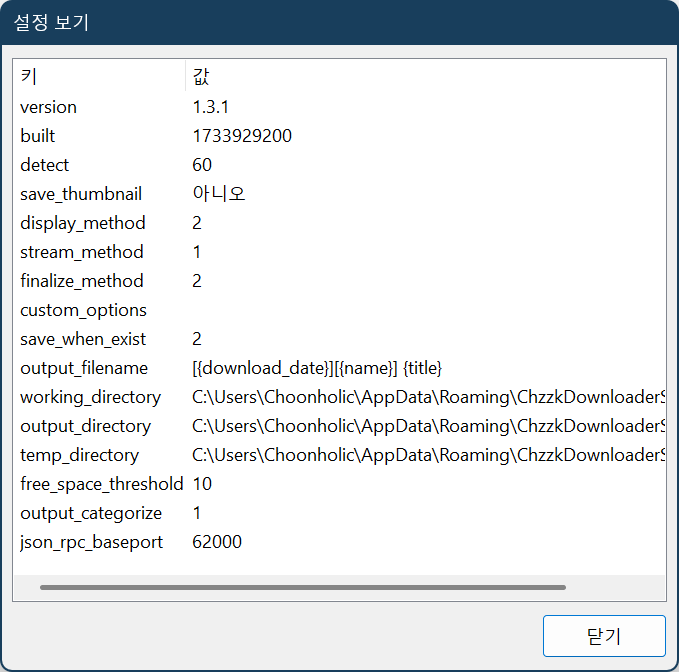 설정 보기
키 값
version 1.3.1
built 1733929200
detect 60
save_thumbnail 아니오
display_method 2
stream_method 1
finalize_method 2
custom_options
save_when_exist 2
output_filename [{download_date}][{name}] {title}
working_directory C:\Users\Choonholic\AppData\Roaming\ChzzkDownloaderS
output_directory C:\Users\Choonholic\AppData\Roaming\ChzzkDownloaderS
temp_directory C:\Users\Choonholic\AppData\Roaming\ChzzkDownloaderS
free_space_threshold 10
output_categorize 1
json_rpc_baseport 62000
닫기